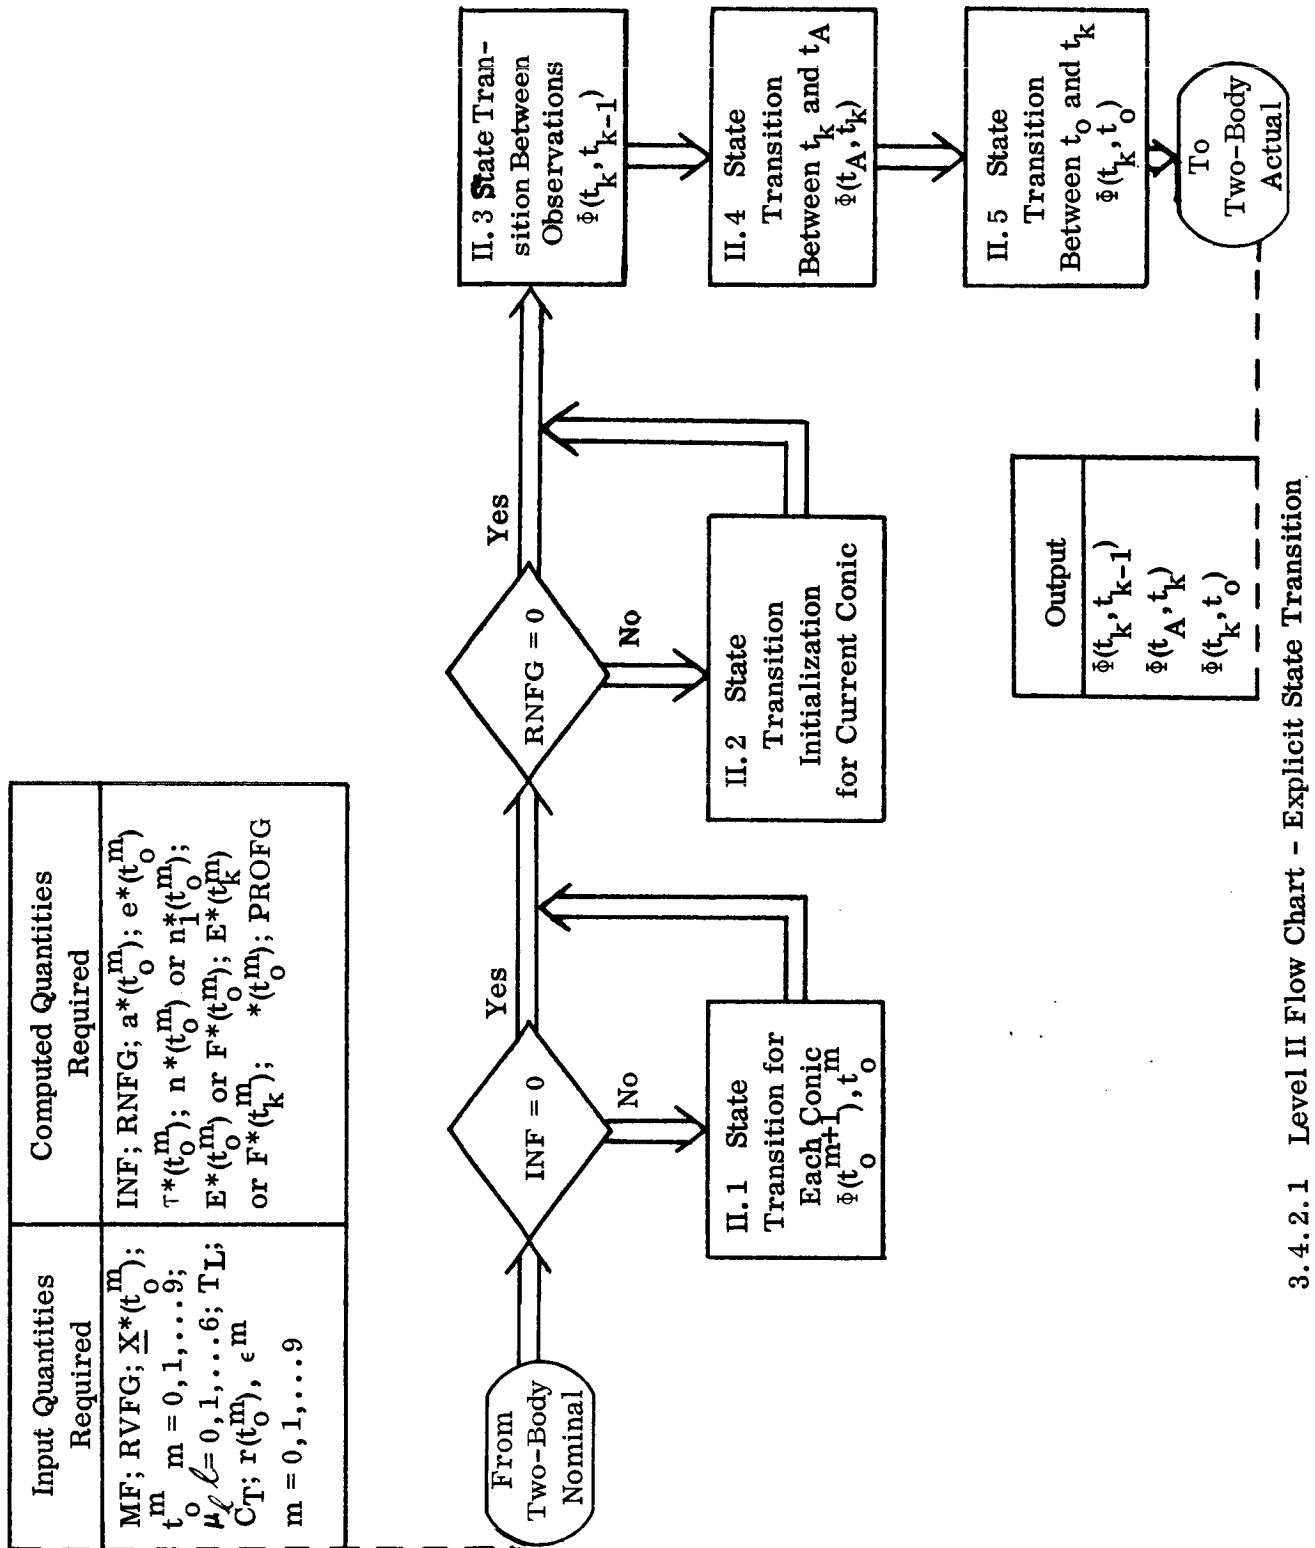 Input Quantities
Required
MF; RVFG; X*(t_o^m);
t_o^m m = 0, 1, ... 9;
μ_ℓ ℓ = 0, 1, ... 6; T_L;
C_T; r(t_o^m), ϵ^m
m = 0, 1, ... 9
Computed Quantities
Required
INF; RNFG; a*(t_o^m); e*(t_o^m)
τ*(t_o^m); n*(t_o^m) or n_1*(t_o^m);
E*(t_o^m) or F*(t_o^m); E*(t_k^m)
or F*(t_k^m); *(t_o^m); PROFG
From
Two-Body
Nominal
INF = 0
Yes
No
II.1 State
Transition for
Each Conic
Φ(t_o^{m+1}), t_o^m
RNFG = 0
Yes
No
II.2 State
Transition
Initialization
for Current Conic
II.3 State Tran-
sition Between
Observations
Φ(t_k, t_{k-1})
II.4 State
Transition
Between t_k and t_A
Φ(t_A, t_k)
II.5 State
Transition
Between t_o and t_k
Φ(t_k, t_o)
To
Two-Body
Actual
Output
Φ(t_k, t_{k-1})
Φ(t_A, t_k)
Φ(t_k, t_o)
3.4.2.1 Level II Flow Chart - Explicit State Transition